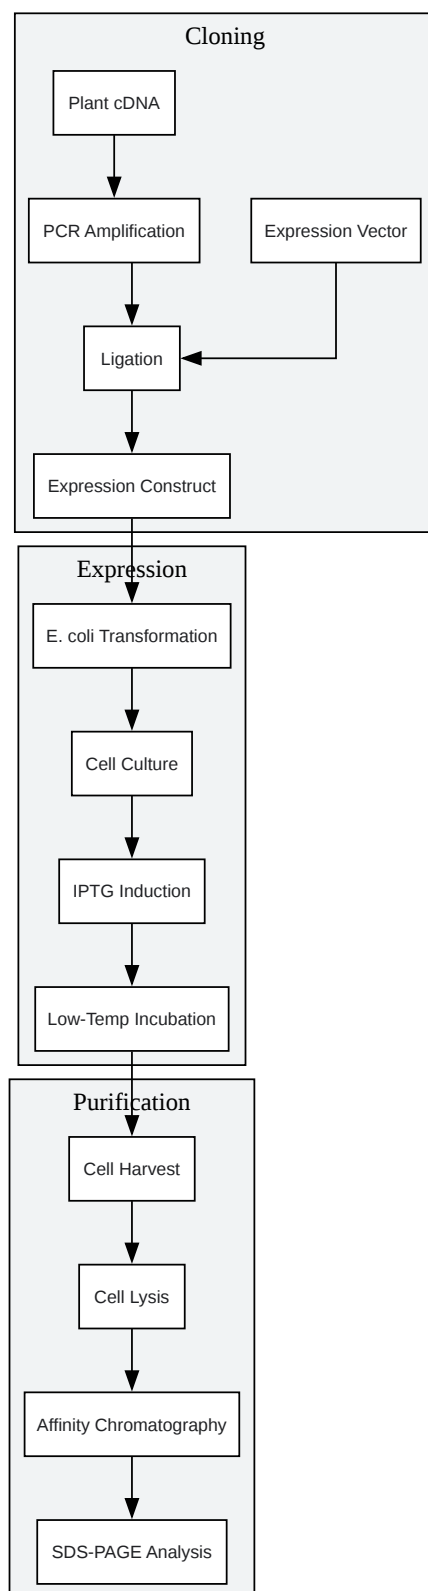 Cloning
Plant cDNA
PCR Amplification
Expression Vector
Ligation
Expression Construct
Expression
E. coli Transformation
Cell Culture
IPTG Induction
Low-Temp Incubation
Purification
Cell Harvest
Cell Lysis
Affinity Chromatography
SDS-PAGE Analysis